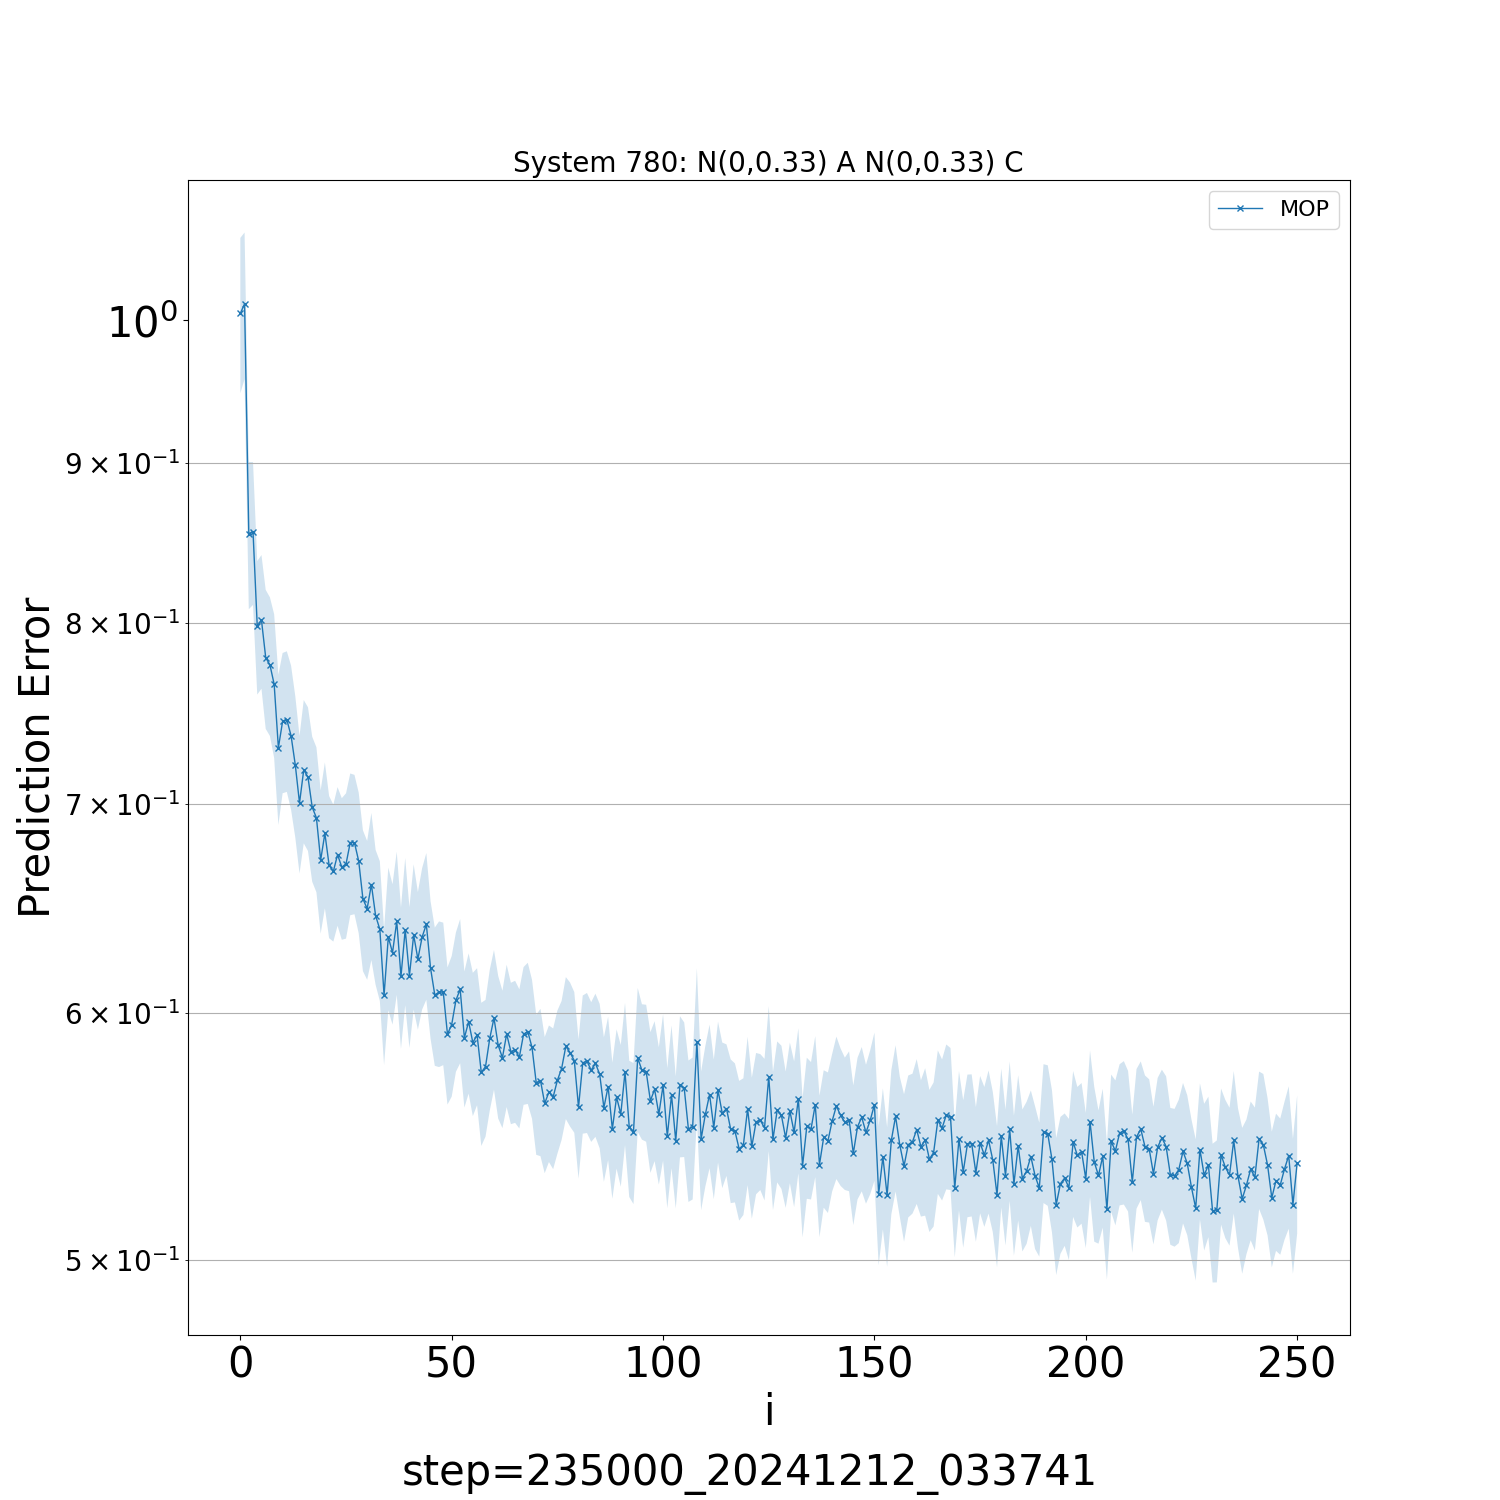 System 780: N(0,0.33) A N(0,0.33) C
MOP
10⁰
9 × 10⁻¹
8 × 10⁻¹
7 × 10⁻¹
6 × 10⁻¹
5 × 10⁻¹
Prediction Error
0 50 100 150 200 250
i
step=235000_20241212_033741